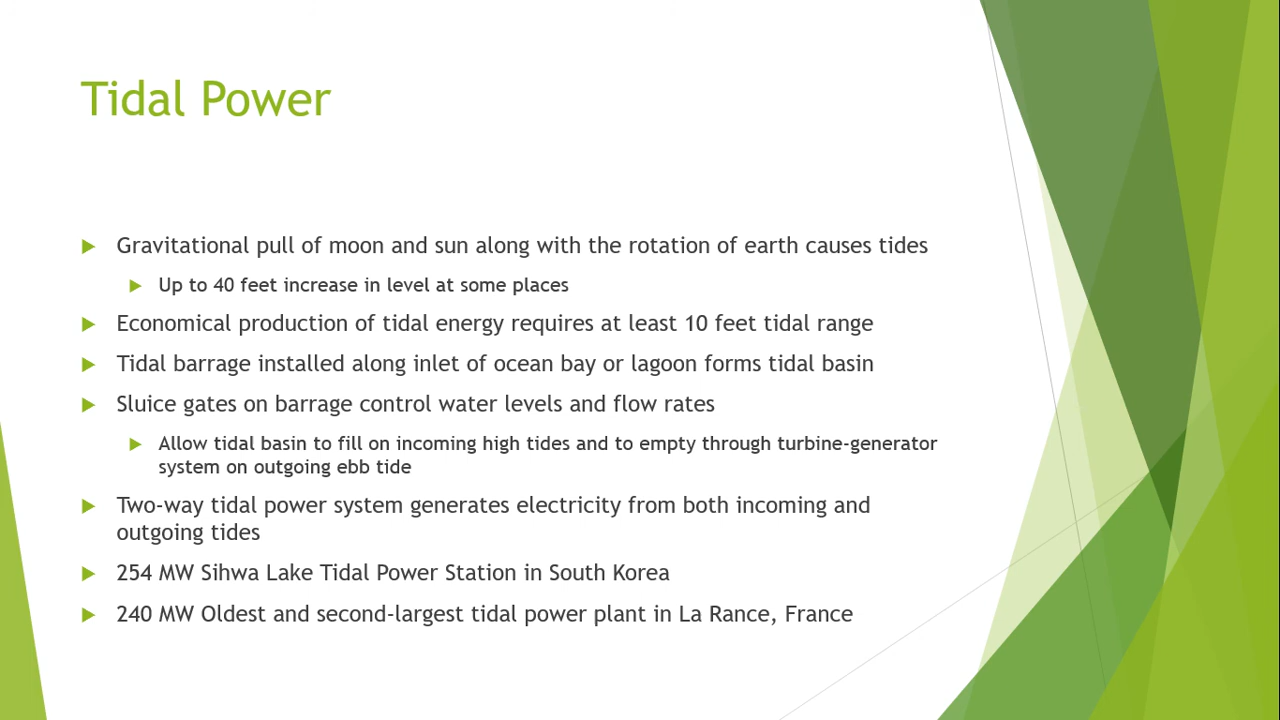 Tidal Power
Gravitational pull of moon and sun along with the rotation of earth causes tides
Up to 40 feet increase in level at some places
Economical production of tidal energy requires at least 10 feet tidal range
Tidal barrage installed along inlet of ocean bay or lagoon forms tidal basin
Sluice gates on barrage control water levels and flow rates
Allow tidal basin to fill on incoming high tides and to empty through turbine-generator
system on outgoing ebb tide
Two-way tidal power system generates electricity from both incoming and
outgoing tides
254 MW Sihwa Lake Tidal Power Station in South Korea
240 MW Oldest and second-largest tidal power plant in La Rance, France